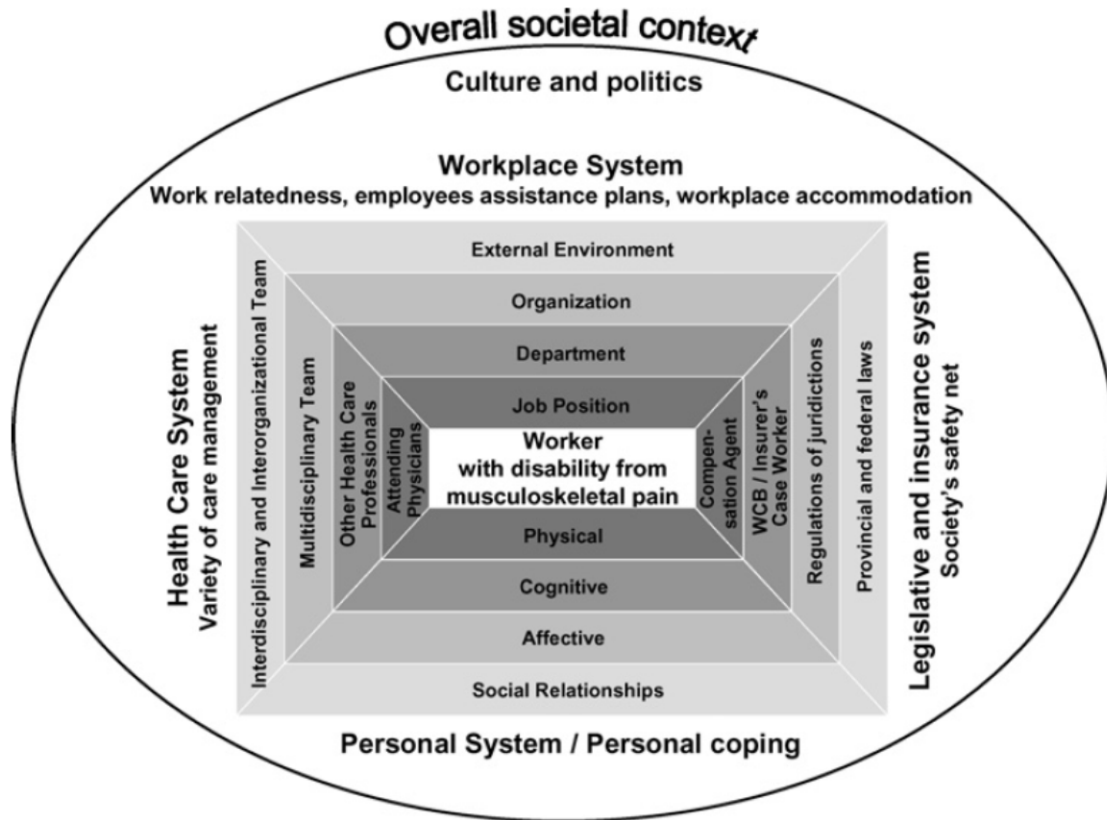 Overall societal context
Culture and politics
Workplace System
Work relatedness, employees assistance plans, workplace accommodation
External Environment
Organization
Department
Job Position
Worker
with disability from
musculoskeletal pain
Physical
Cognitive
Affective
Social Relationships
Personal System / Personal coping
Health Care System
Variety of care management
Interdisciplinary and Interorganizational Team
Multidisciplinary Team
Other Health Care
Professionals
Attending
Physicians
Compen-
sation Agent
WCB / Insurer's
Case Worker
Regulations of juridictions
Provincial and federal laws
Legislative and insurance system
Society's safety net